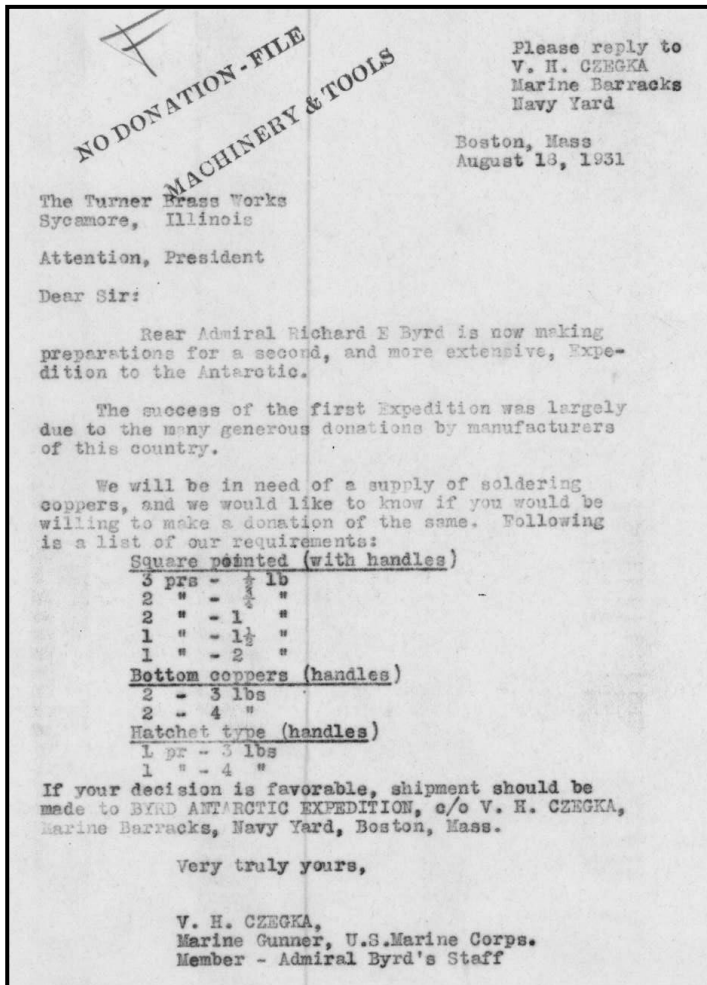 NO DONATION - FILE
MACHINERY & TOOLS
Please reply to
V. H. CZEGKA
Marine Barracks
Navy Yard
Boston, Mass
August 18, 1931
The Turner Brass Works
Sycamore, Illinois
Attention, President
Dear Sir:
Rear Admiral Richard E Byrd is now making
preparations for a second, and more extensive, Expe-
dition to the Antarctic.
The success of the first Expedition was largely
due to the many generous donations by manufacturers
of this country.
We will be in need of a supply of soldering
coppers, and we would like to know if you would be
willing to make a donation of the same. Following
is a list of our requirements:
Square pointed (with handles)
3 prs - ½ lb
2 " - ¾ "
2 " - 1 "
1 " - 1½ "
1 " - 2 "
Bottom coppers (handles)
2 - 3 lbs
2 - 4 "
Hatchet type (handles)
1 pr - 3 lbs
1 " - 4 "
If your decision is favorable, shipment should be
made to BYRD ANTARCTIC EXPEDITION, c/o V. H. CZEGKA,
Marine Barracks, Navy Yard, Boston, Mass.
Very truly yours,
V. H. CZEGKA,
Marine Gunner, U.S.Marine Corps.
Member - Admiral Byrd's Staff